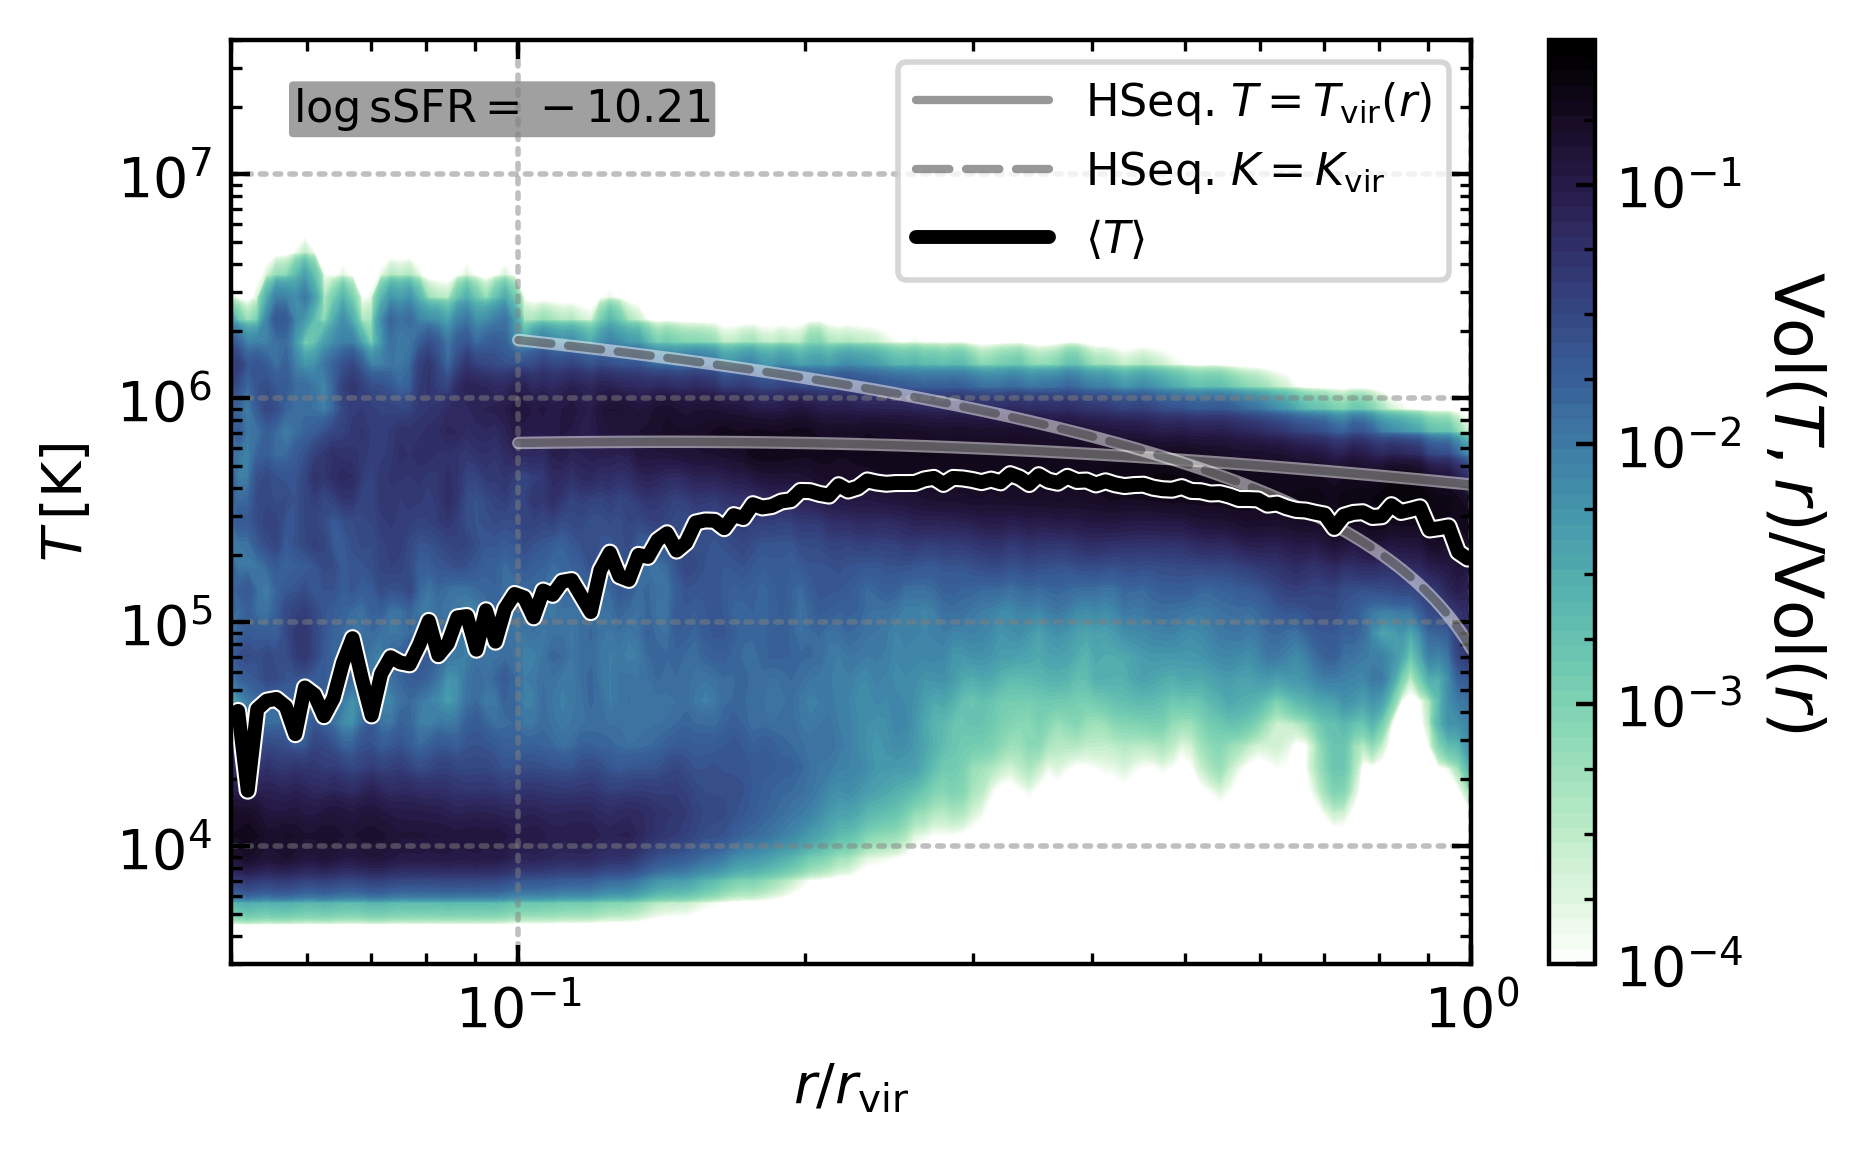 log sSFR = −10.21
HSeq. T = T_vir(r)
HSeq. K = K_vir
⟨T⟩
10^7
10^6
10^5
10^4
T [K]
10^−1
10^0
r/r_vir
10^−1
10^−2
10^−3
10^−4
Vol(T, r)/Vol(r)